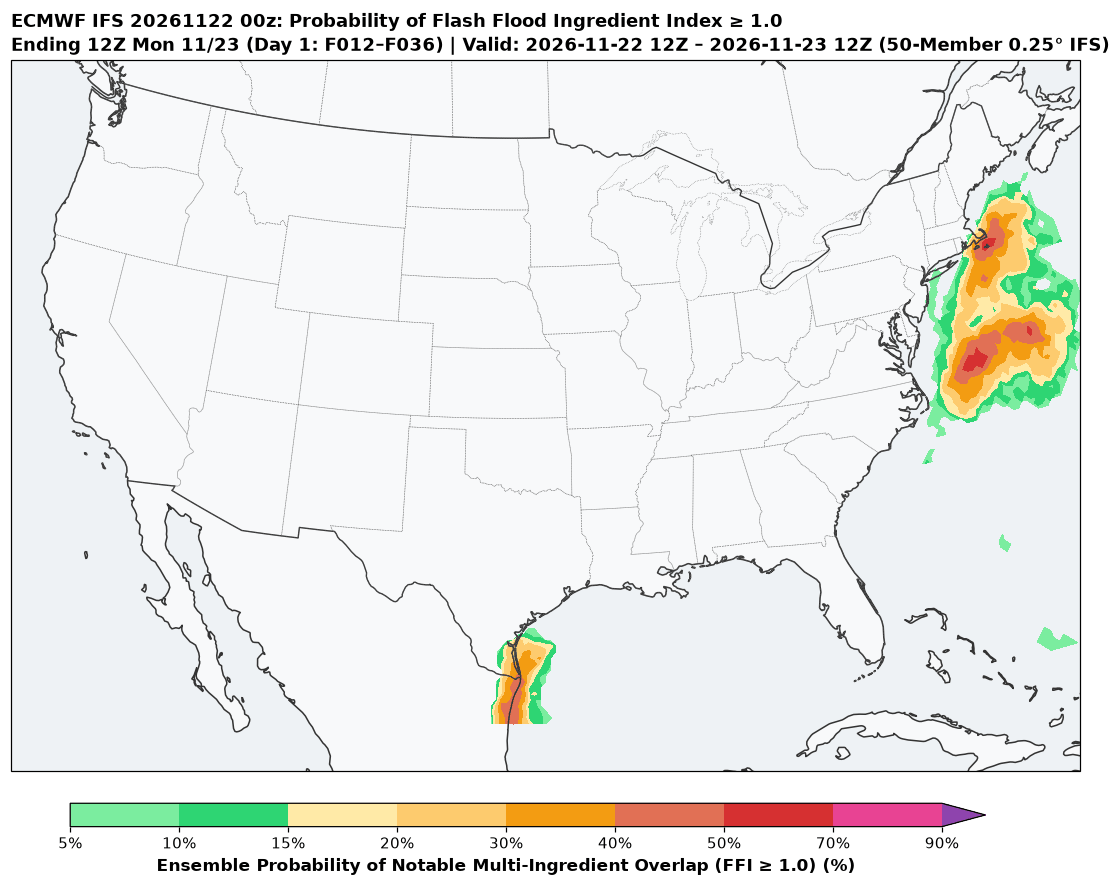 ECMWF IFS 20261122 00z: Probability of Flash Flood Ingredient Index ≥ 1.0
Ending 12Z Mon 11/23 (Day 1: F012–F036) | Valid: 2026-11-22 12Z – 2026-11-23 12Z (50-Member 0.25° IFS)
5% 10% 15% 20% 30% 40% 50% 70% 90%
Ensemble Probability of Notable Multi-Ingredient Overlap (FFI ≥ 1.0) (%)